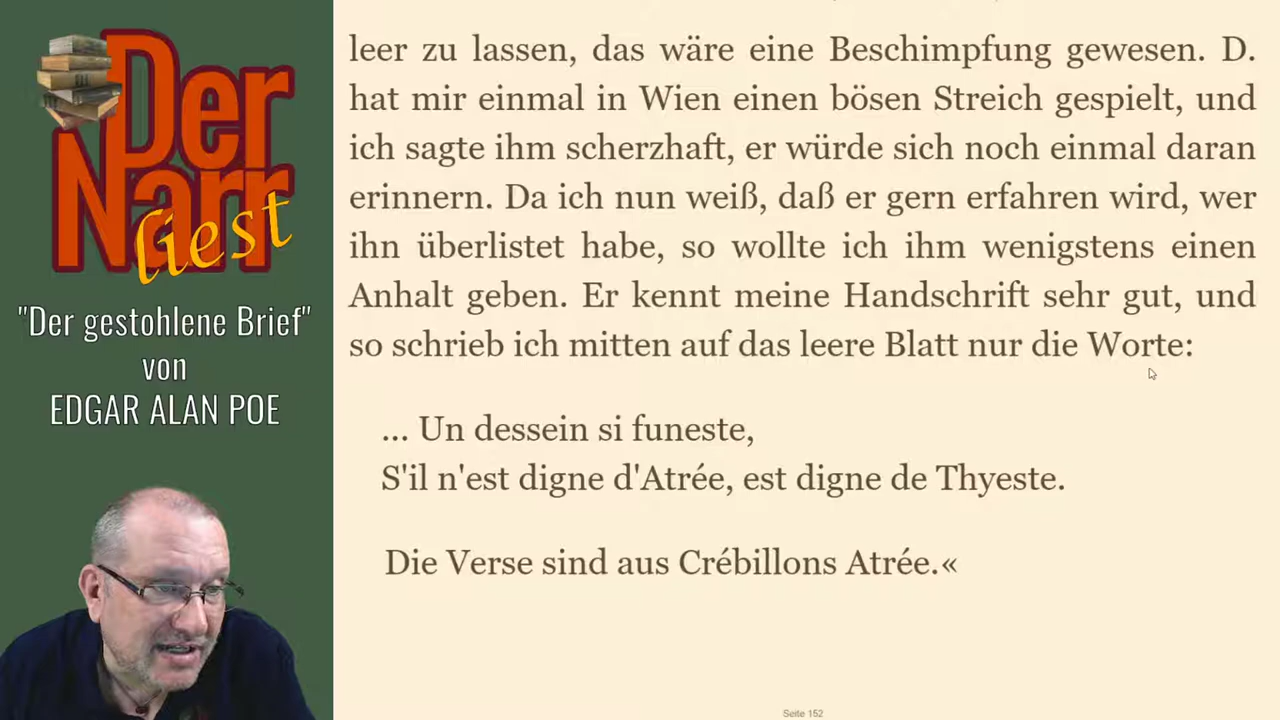 Der
Narr
liest
"Der gestohlene Brief"
von
EDGAR ALAN POE
leer zu lassen, das wäre eine Beschimpfung gewesen. D.
hat mir einmal in Wien einen bösen Streich gespielt, und
ich sagte ihm scherzhaft, er würde sich noch einmal daran
erinnern. Da ich nun weiß, daß er gern erfahren wird, wer
ihn überlistet habe, so wollte ich ihm wenigstens einen
Anhalt geben. Er kennt meine Handschrift sehr gut, und
so schrieb ich mitten auf das leere Blatt nur die Worte:
... Un dessein si funeste,
S'il n'est digne d'Atrée, est digne de Thyeste.
Die Verse sind aus Crébillons Atrée.«
Seite 152